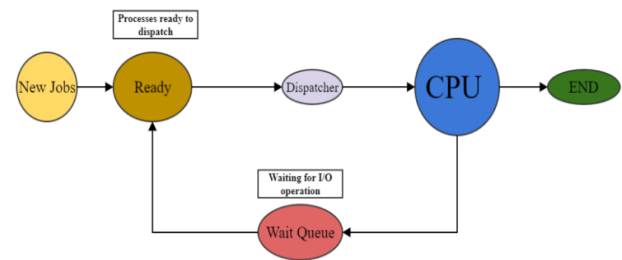 Processes ready to
dispatch
New Jobs
Ready
Dispatcher
CPU
END
Waiting for I/O
operation
Wait Queue